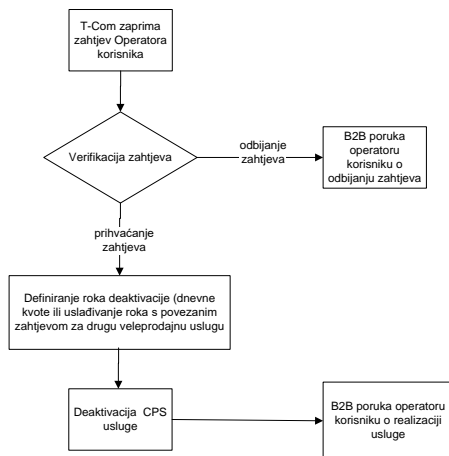 T-Com zaprima
zahtjev Operatora
korisnika
Verifikacija zahtjeva
odbijanje
zahtjeva
B2B poruka
operatoru
korisniku o
odbijanju zahtjeva
prihvaćanje
zahtjeva
Definiranje roka deaktivacije (dnevne
kvote ili uslađivanje roka s povezanim
zahtjevom za drugu veleprodajnu uslugu
Deaktivacija CPS
usluge
B2B poruka operatoru
korisniku o realizaciji
usluge